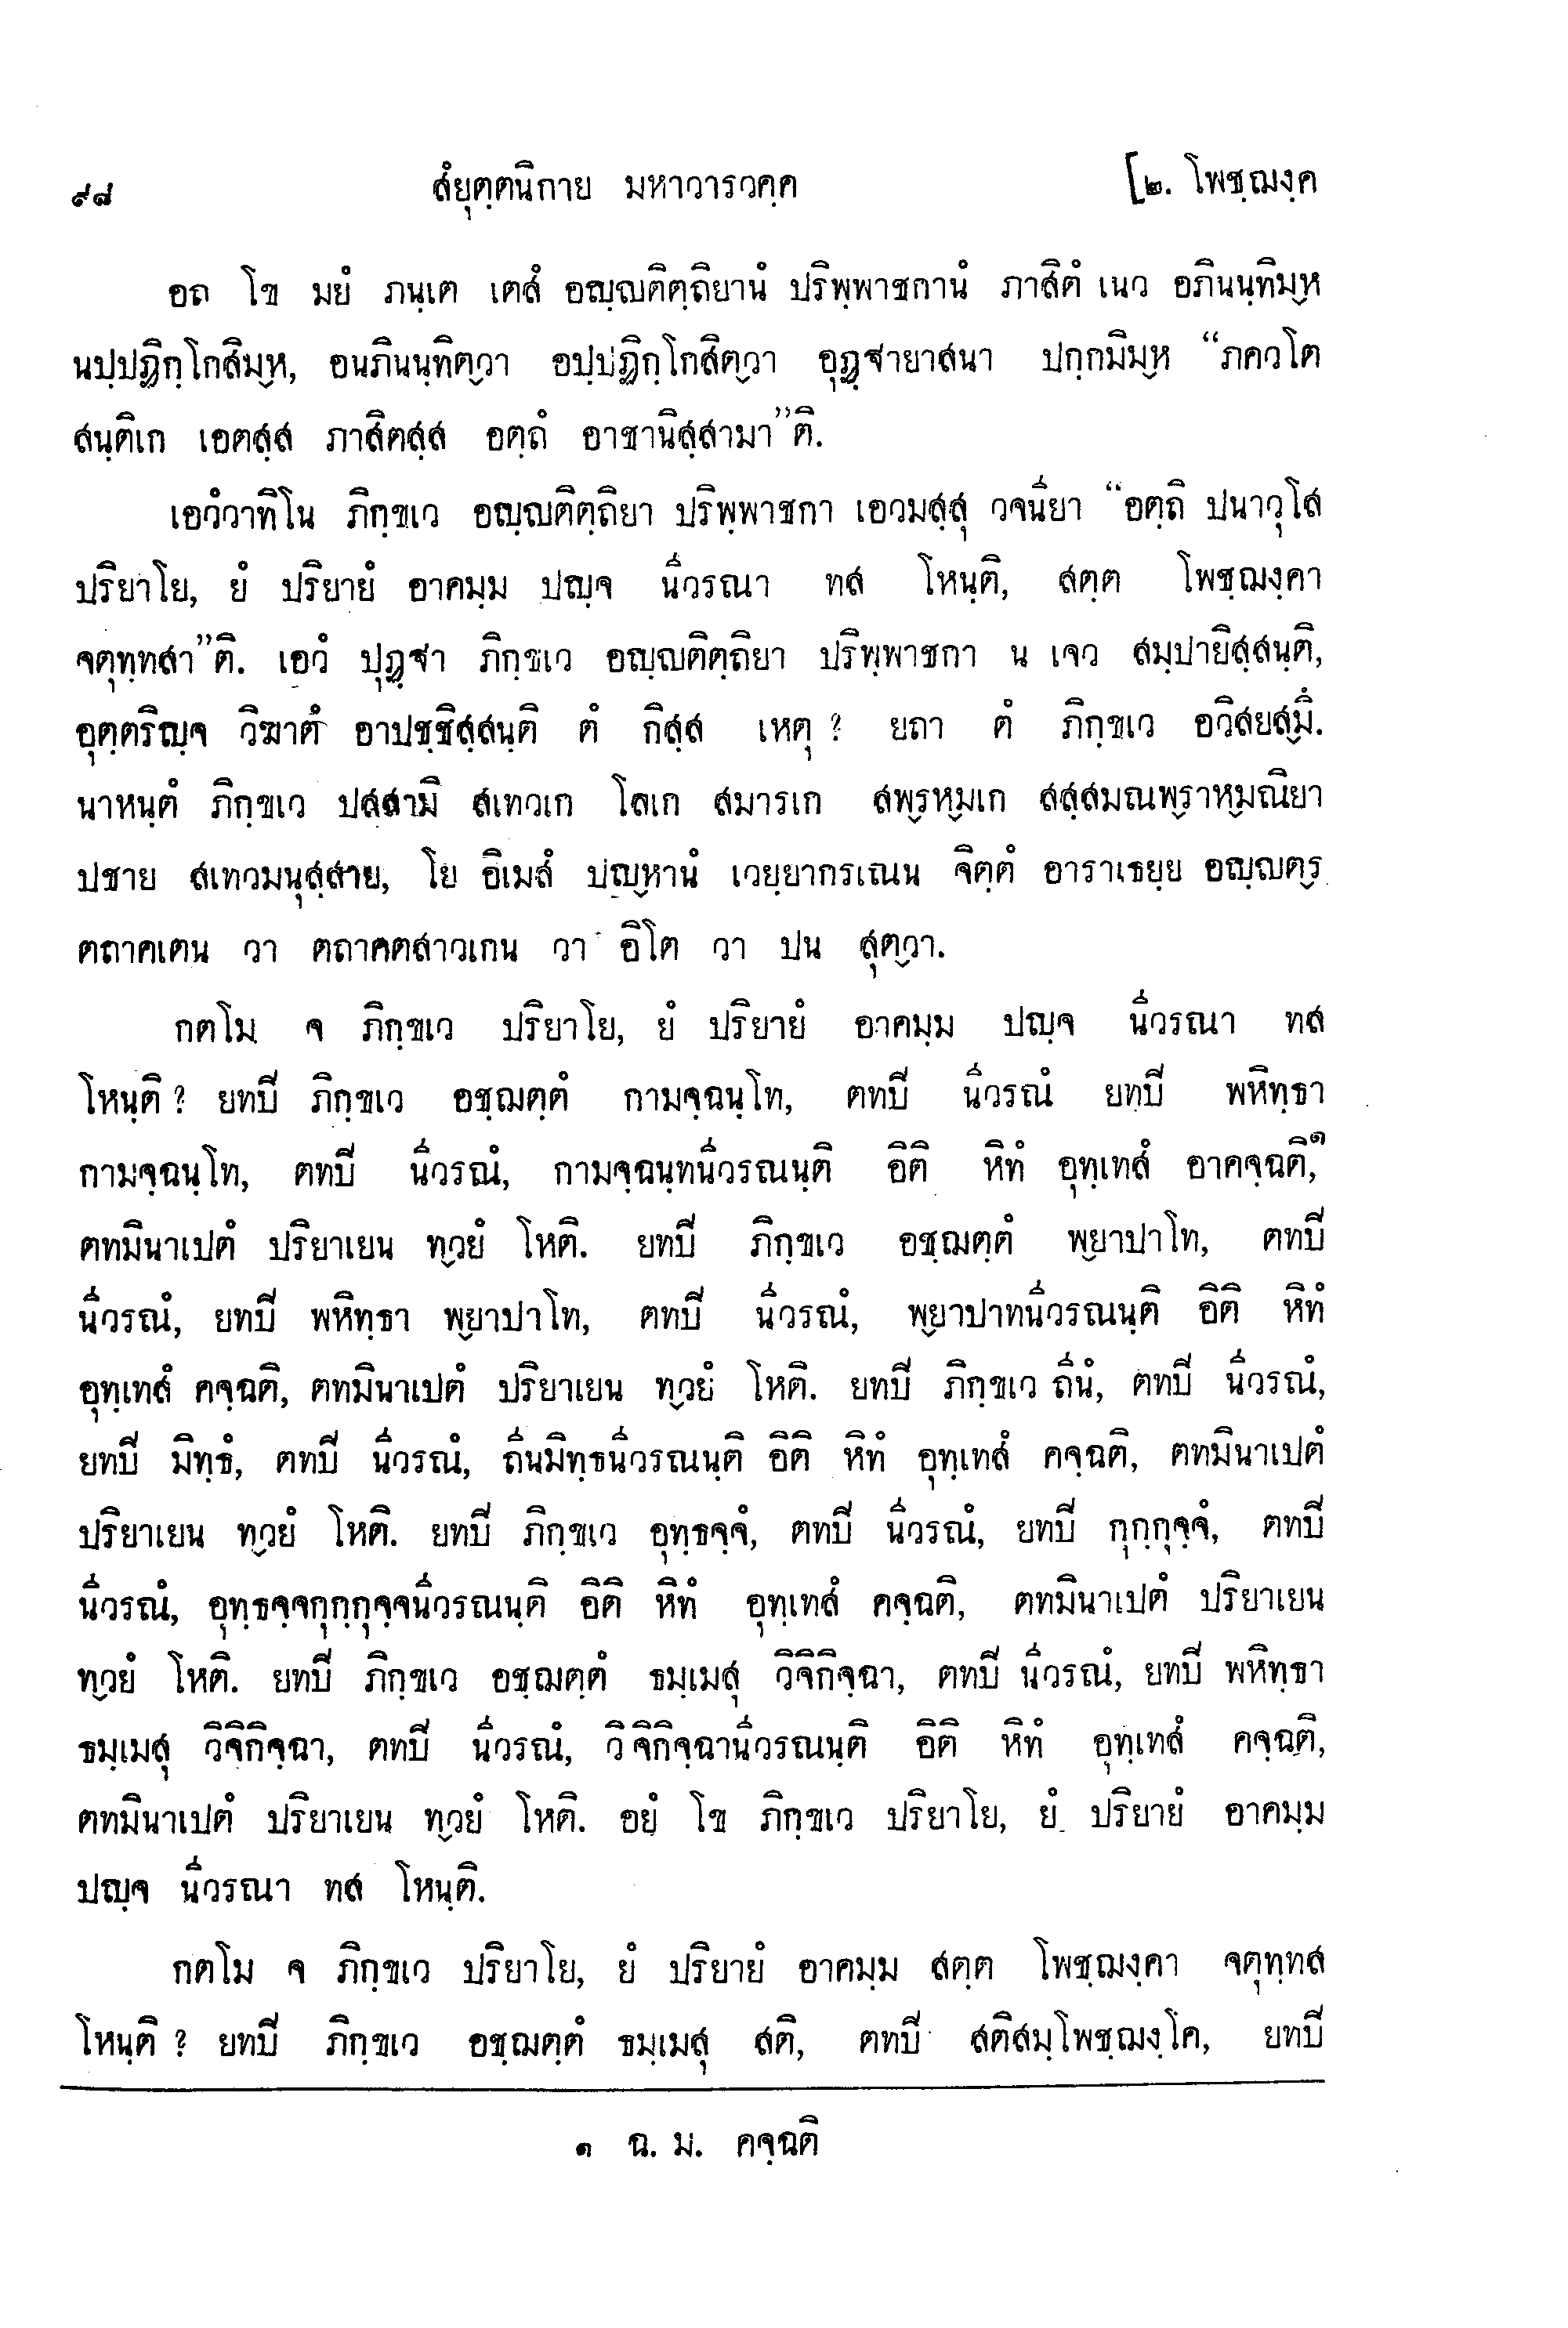 ๙๘ สํยุตฺตนิกาย มหาวารวคฺค [๒. โพชฺฌงฺค
อถ โข มยํ ภนฺเต เตสํ อญฺญติตฺถิยานํ ปริพฺพาชกานํ ภาสิตํ เนว อภินนฺทิมฺห
นปฺปฏิกฺโกสิมฺห, อนภินนฺทิตฺวา อปฺปฏิกฺโกสิตฺวา อุฏฺฐายาสนา ปกฺกมิมฺห “ภควโต
สนฺติเก เอตสฺส ภาสิตสฺส อตฺถํ อาชานิสฺสามา”ติ.
เอวํวาทิโน ภิกฺขเว อญฺญติตฺถิยา ปริพฺพาชกา เอวมสฺสุ วจนียา “อตฺถิ ปนาวุโส
ปริยาโย, ยํ ปริยายํ อาคมฺม ปญฺจ นีวรณา ทส โหนฺติ, สตฺต โพชฺฌงฺคา
จตุทฺทสา”ติ. เอวํ ปุฏฺฐา ภิกฺขเว อญฺญติตฺถิยา ปริพฺพาชกา น เจว สมฺปายิสฺสนฺติ,
อุตฺตริญฺจ วิฆาตํ อาปชฺชิสฺสนฺติ ตํ กิสฺส เหตุ ? ยถา ตํ ภิกฺขเว อวิสยสฺมึ.
นาหนฺตํ ภิกฺขเว ปสฺสามิ สเทวเก โลเก สมารเก สพฺรหฺมเก สสฺสมณพฺราหฺมณิยา
ปชาย สเทวมนุสฺสาย, โย อิเมสํ ปญฺหานํ เวยฺยากรเณน จิตฺตํ อาราเธยฺย อญฺญตฺร
ตถาคเตน วา ตถาคตสาวเกน วา อิโต วา ปน สุตฺวา.
กตโม จ ภิกฺขเว ปริยาโย, ยํ ปริยายํ อาคมฺม ปญฺจ นีวรณา ทส
โหนฺติ ? ยทปิ ภิกฺขเว อชฺฌตฺตํ กามจฺฉนฺโท, ตทปิ นีวรณํ ยทปิ พหิทฺธา
กามจฺฉนฺโท, ตทปิ นีวรณํ, กามจฺฉนฺทนีวรณนฺติ อิติ หิทํ อุทฺเทสํ อาคจฺฉติ,๑
ตทมินาเปตํ ปริยาเยน ทฺวยํ โหติ. ยทปิ ภิกฺขเว อชฺฌตฺตํ พฺยาปาโท, ตทปิ
นีวรณํ, ยทปิ พหิทฺธา พฺยาปาโท, ตทปิ นีวรณํ, พฺยาปาทนีวรณนฺติ อิติ หิทํ
อุทฺเทสํ คจฺฉติ, ตทมินาเปตํ ปริยาเยน ทฺวยํ โหติ. ยทปิ ภิกฺขเว ถีนํ, ตทปิ นีวรณํ,
ยทปิ มิทฺธํ, ตทปิ นีวรณํ, ถีนมิทฺธนีวรณนฺติ อิติ หิทํ อุทฺเทสํ คจฺฉติ, ตทมินาเปตํ
ปริยาเยน ทฺวยํ โหติ. ยทปิ ภิกฺขเว อุทฺธจฺจํ, ตทปิ นีวรณํ, ยทปิ กุกฺกุจฺจํ, ตทปิ
นีวรณํ, อุทฺธจฺจกุกฺกุจฺจนีวรณนฺติ อิติ หิทํ อุทฺเทสํ คจฺฉติ, ตทมินาเปตํ ปริยาเยน
ทฺวยํ โหติ. ยทปิ ภิกฺขเว อชฺฌตฺตํ ธมฺเมสุ วิจิกิจฺฉา, ตทปิ นีวรณํ, ยทปิ พหิทฺธา
ธมฺเมสุ วิจิกิจฺฉา, ตทปิ นีวรณํ, วิจิกิจฺฉานีวรณนฺติ อิติ หิทํ อุทฺเทสํ คจฺฉติ,
ตทมินาเปตํ ปริยาเยน ทฺวยํ โหติ. อยํ โข ภิกฺขเว ปริยาโย, ยํ ปริยายํ อาคมฺม
ปญฺจ นีวรณา ทส โหนฺติ.
กตโม จ ภิกฺขเว ปริยาโย, ยํ ปริยายํ อาคมฺม สตฺต โพชฺฌงฺคา จตุทฺทส
โหนฺติ ? ยทปิ ภิกฺขเว อชฺฌตฺตํ ธมฺเมสุ สติ, ตทปิ สติสมฺโพชฺฌงฺโค, ยทปิ
๑ ฉ. ม. คจฺฉติ